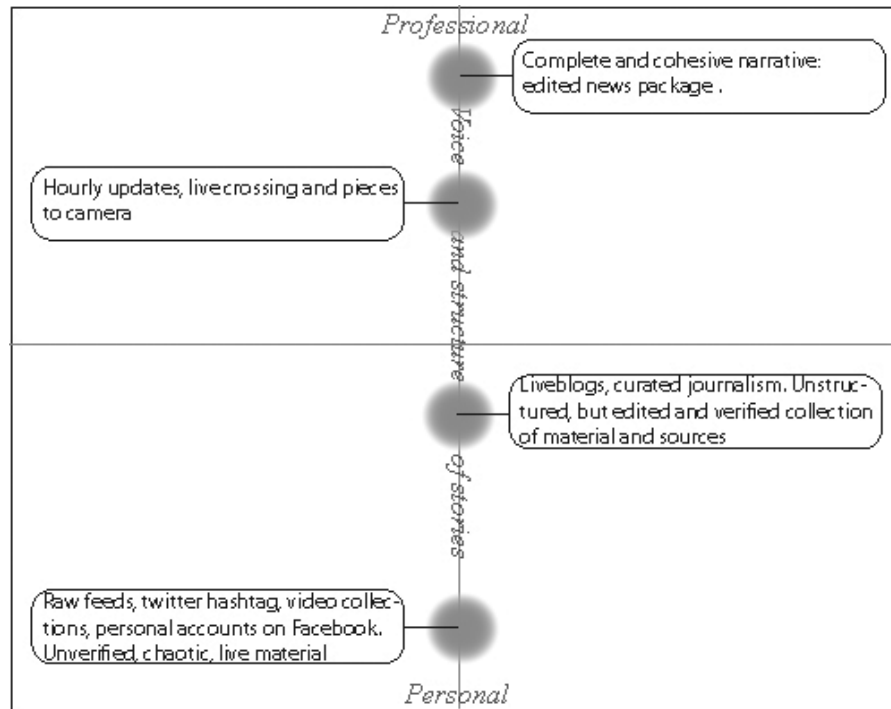 Professional
Complete and cohesive narrative:
edited news package .
Hourly updates, live crossing and pieces
to camera
Voice and structure of stories
Liveblogs, curated journalism. Unstruc-
tured, but edited and verified collection
of material and sources
Raw feeds, twitter hashtag, video collec-
tions, personal accounts on Facebook.
Unverified, chaotic, live material
Personal